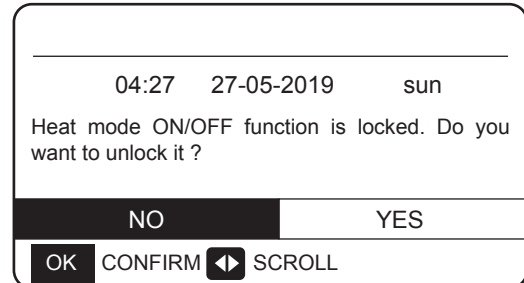 04:27 27-05-2019 sun
Heat mode ON/OFF function is locked. Do you
want to unlock it ?
NO YES
OK CONFIRM SCROLL